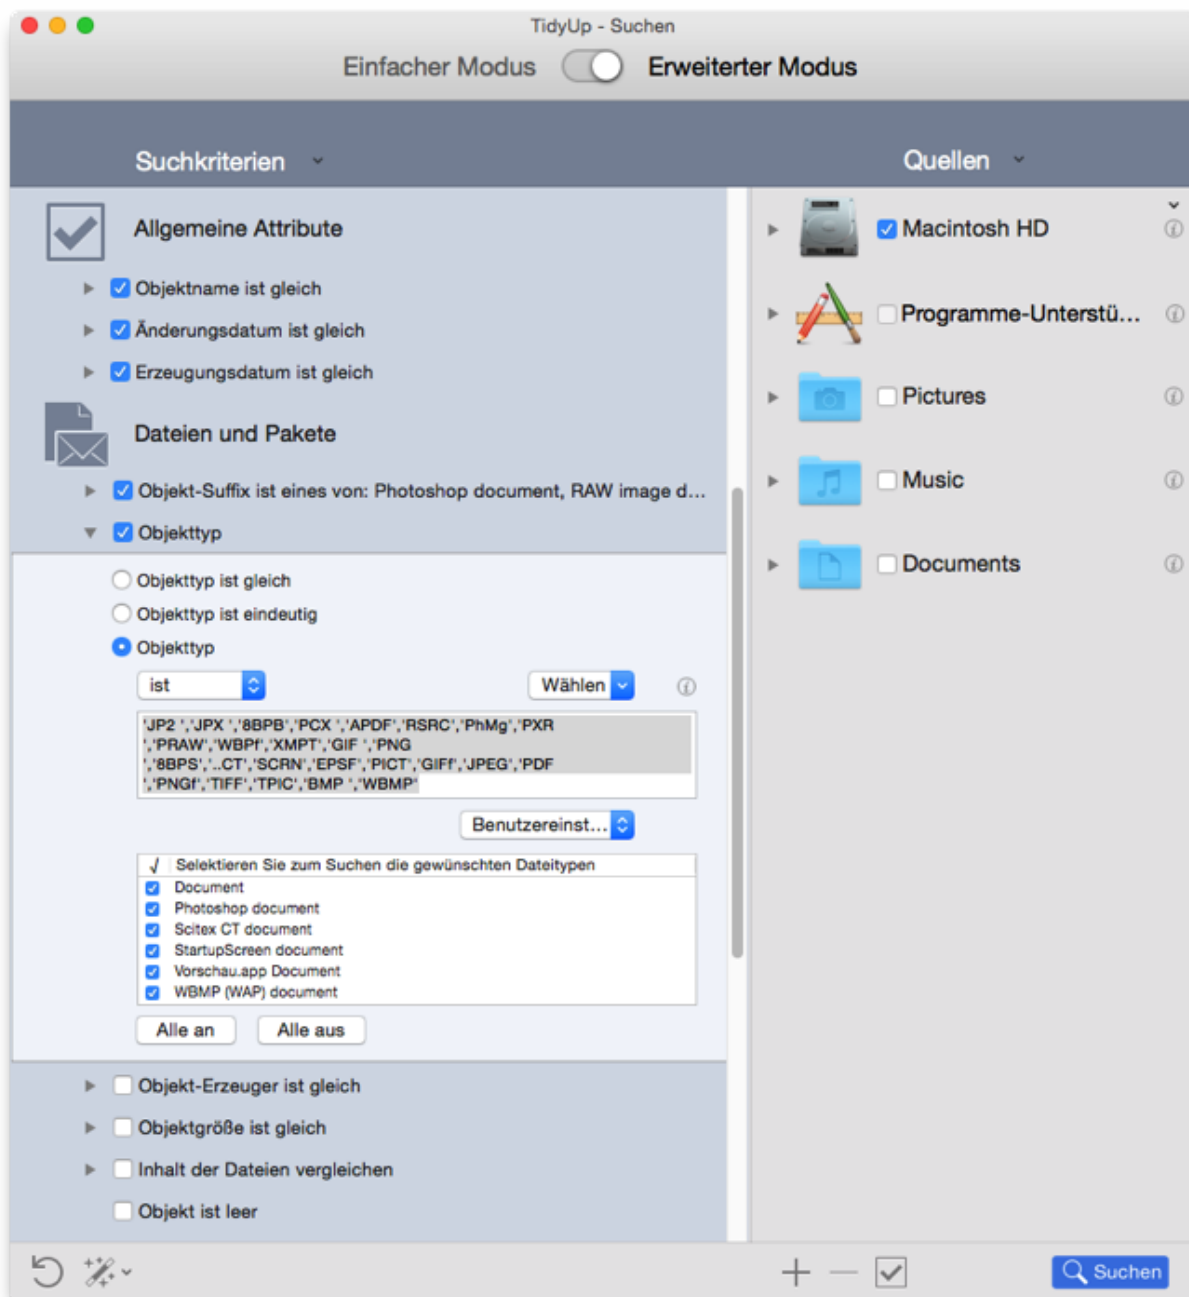 TidyUp - Suchen
Einfacher Modus Erweiterter Modus
Suchkriterien
Allgemeine Attribute
Objektname ist gleich
Änderungsdatum ist gleich
Erzeugungsdatum ist gleich
Dateien und Pakete
Objekt-Suffix ist eines von: Photoshop document, RAW image d...
Objekttyp
Objekttyp ist gleich
Objekttyp ist eindeutig
Objekttyp
ist Wählen
'JP2 ','JPX ','8BPB','PCX ','APDF','RSRC','PhMg','PXR
','PRAW','WBPf','XMPT','GIF ','PNG
','8BPS','..CT','SCRN','EPSF','PICT','GIFf','JPEG','PDF
','PNGf','TIFF','TPIC','BMP ','WBMP'
Benutzereinst...
√ Selektieren Sie zum Suchen die gewünschten Dateitypen
Document
Photoshop document
Scitex CT document
StartupScreen document
Vorschau.app Document
WBMP (WAP) document
Alle an Alle aus
Objekt-Erzeuger ist gleich
Objektgröße ist gleich
Inhalt der Dateien vergleichen
Objekt ist leer
Quellen
Macintosh HD
Programme-Unterstü...
Pictures
Music
Documents
Suchen